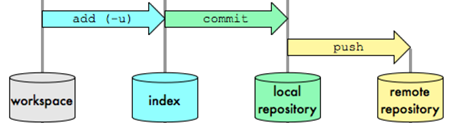 add (-u)
commit
push
workspace
index
local
repository
remote
repository